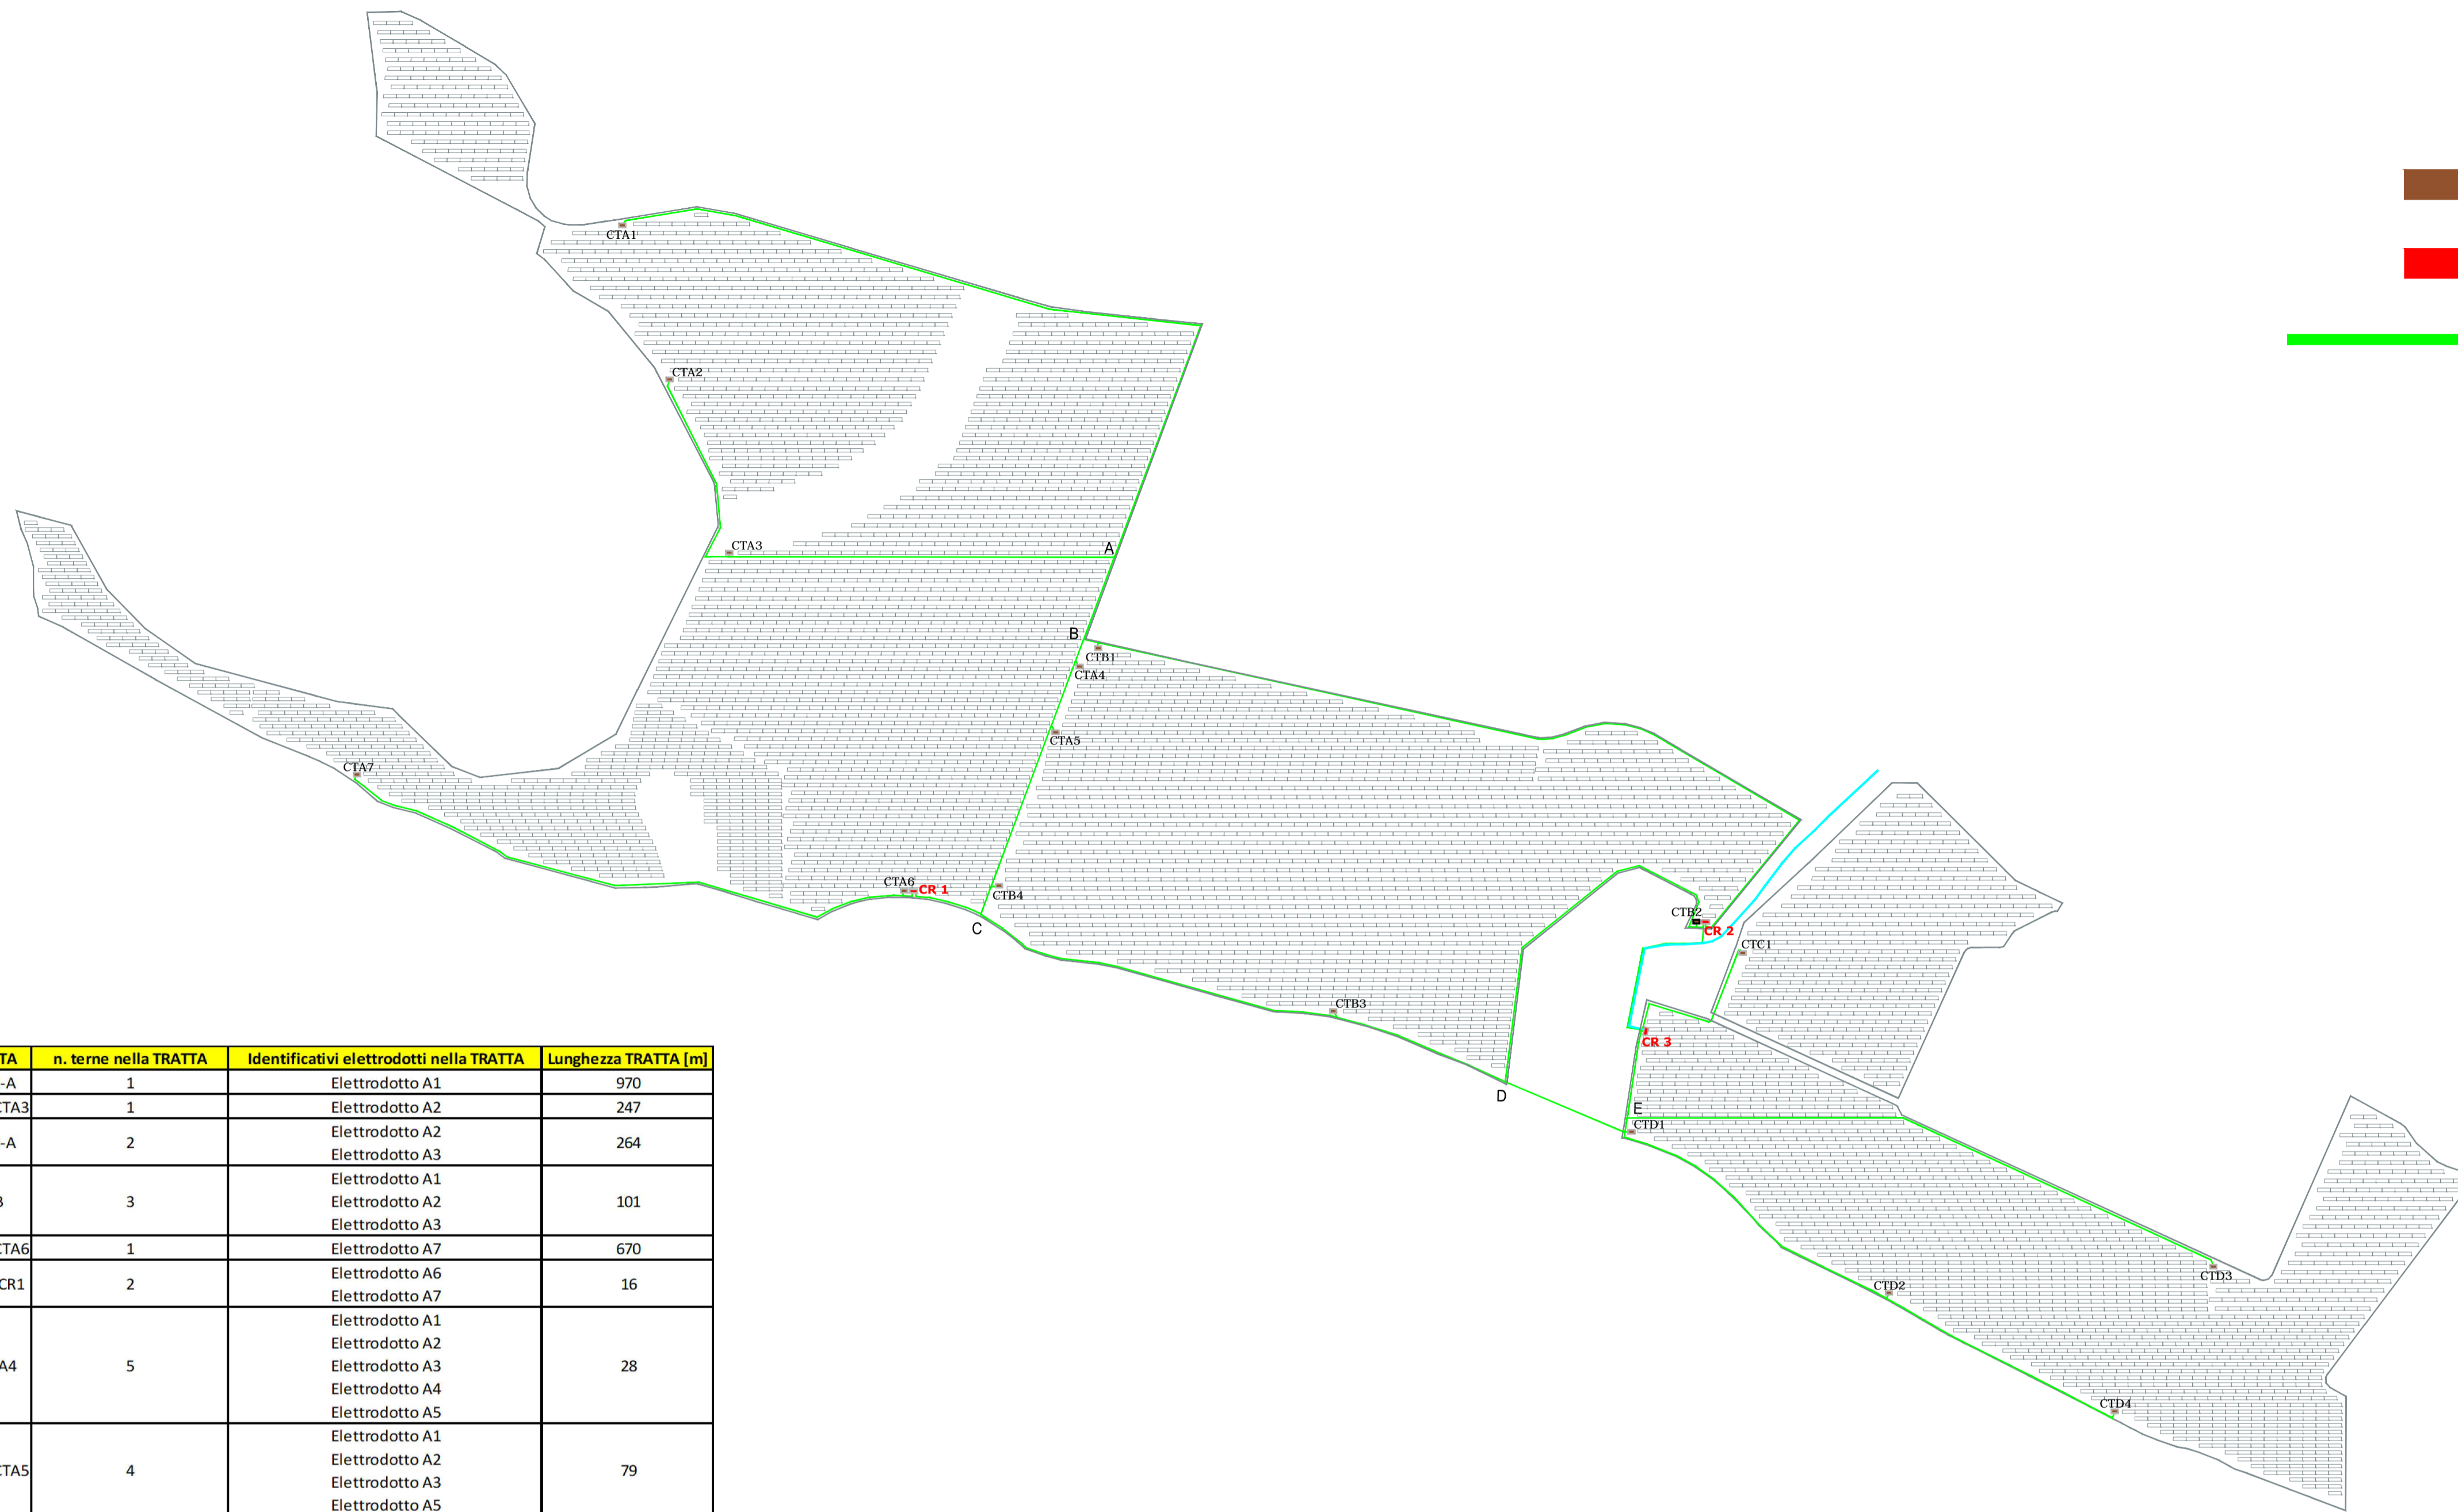 CTA1
CTA2
CTA3
A
B
CTB1
CTA4
CTA5
CTA7
CTA6
CR 1
CTB4
C
CTB2
CR 2
CTC1
CTB3
CR 3
D
E
CTD1
CTD3
CTD2
CTD4
TA n. terne nella TRATTA Identificativi elettrodotti nella TRATTA Lunghezza TRATTA [m]
-A 1 Elettrodotto A1 970
CTA3 1 Elettrodotto A2 247
Elettrodotto A2
-A 2 264
Elettrodotto A3
Elettrodotto A1
B 3 Elettrodotto A2 101
Elettrodotto A3
CTA6 1 Elettrodotto A7 670
Elettrodotto A6
CR1 2 16
Elettrodotto A7
Elettrodotto A1
Elettrodotto A2
A4 5 Elettrodotto A3 28
Elettrodotto A4
Elettrodotto A5
Elettrodotto A1
Elettrodotto A2
CTA5 4 79
Elettrodotto A3
Elettrodotto A5